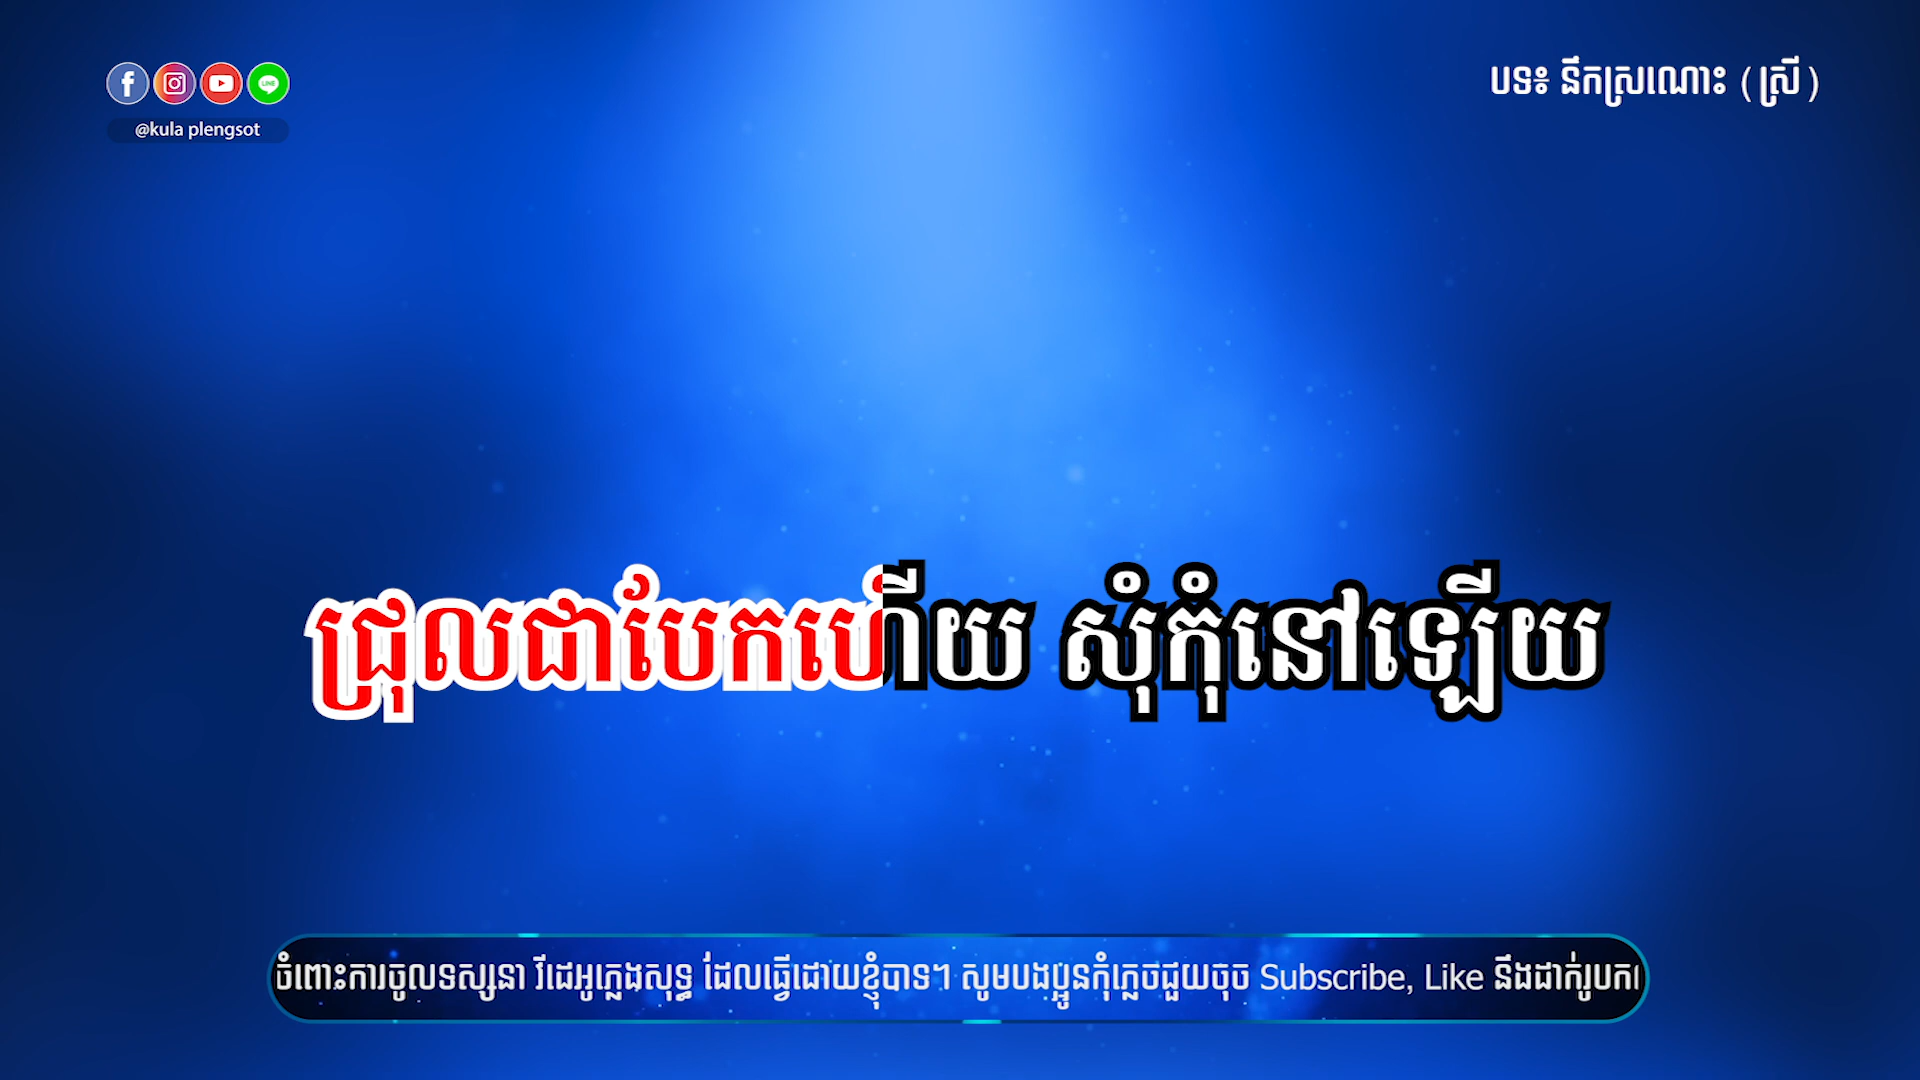 @kula plengsot
បទ៖ នឹកស្រណោះ (ស្រី)
ជ្រុលជាបែកហើយ សុំកុំនៅឡើយ
ចំពោះការចូលទស្សនា វីដេអូភ្លេងសុទ្ធ ដែលធ្វើដោយខ្ញុំបាទ។ សូមបងប្អូនកុំភ្លេចជួយចុច Subscribe, Like នឹងដាក់រូបក